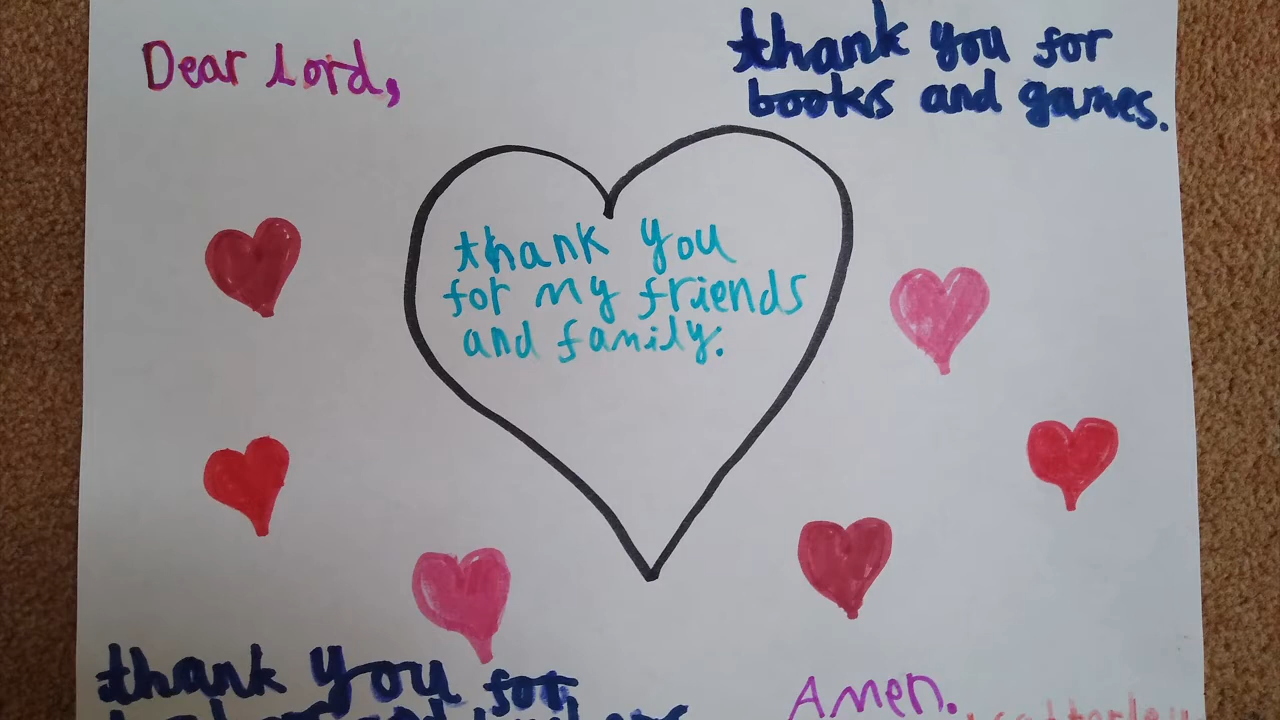 Dear Lord,
thank you for
books and games.
thank you
for my friends
and family.
thank you for
Amen.